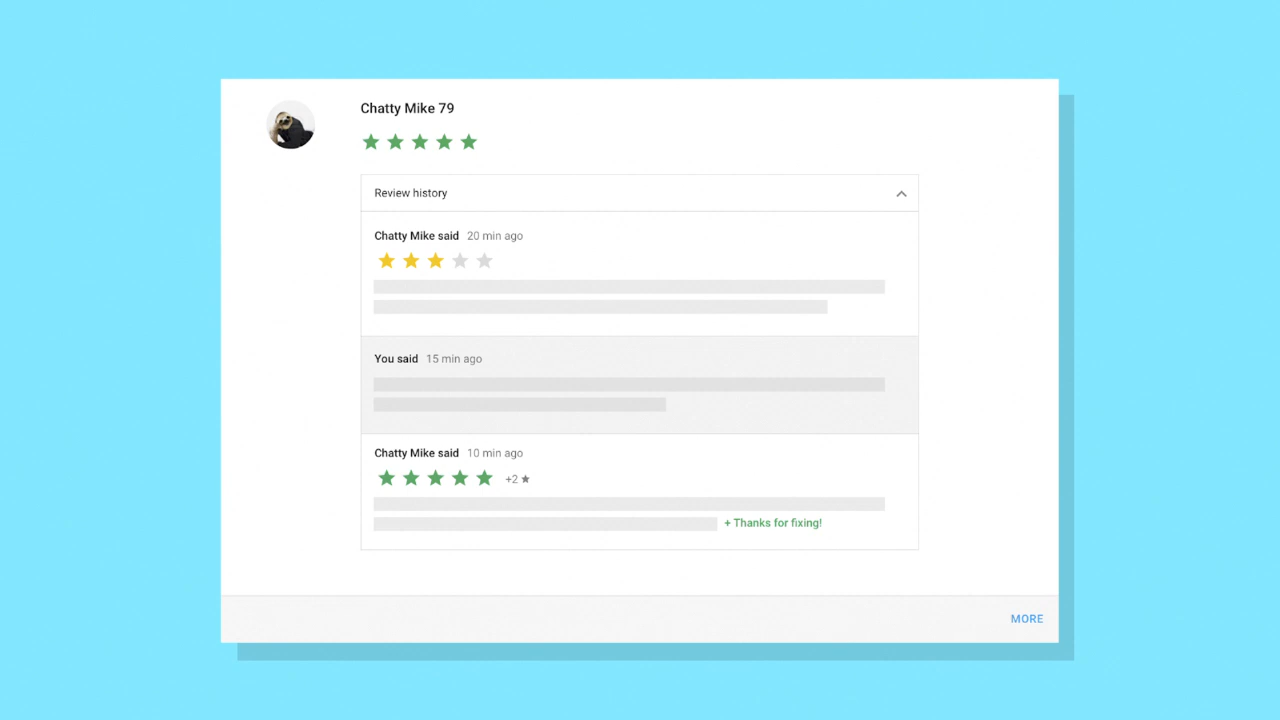 Chatty Mike 79
Review history
Chatty Mike said 20 min ago
You said 15 min ago
Chatty Mike said 10 min ago
+2 ★
+ Thanks for fixing!
MORE